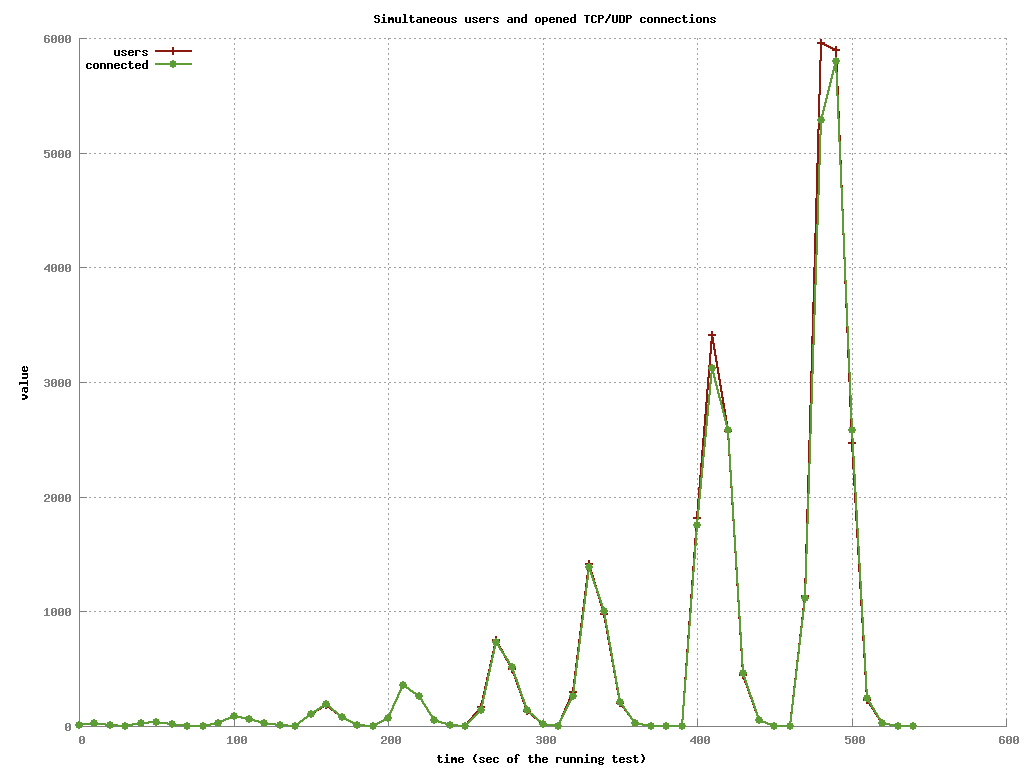 Simultaneous users and opened TCP/UDP connections
users
connected
6000
5000
4000
3000
2000
1000
0
value
0 100 200 300 400 500 600
time (sec of the running test)